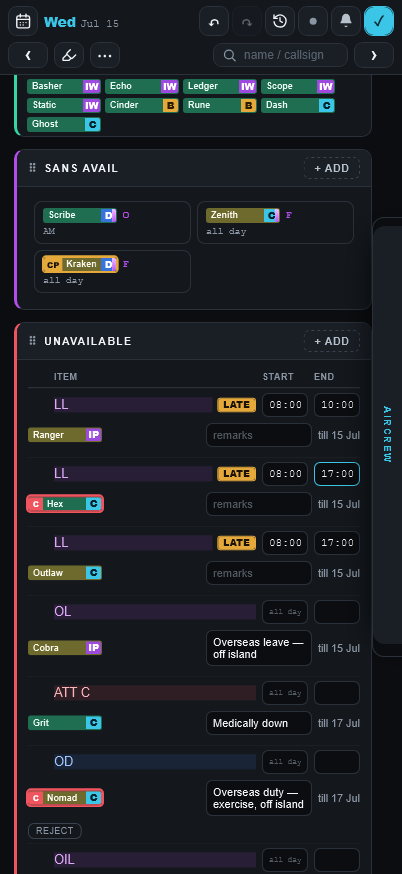 Wed Jul 15
name / callsign
Basher IW Echo IW Ledger IW Scope IW
Static IW Cinder B Rune B Dash C
Ghost C
SANS AVAIL + ADD
Scribe D O
AM
Zenith C F
all day
CP Kraken D F
all day
UNAVAILABLE + ADD
ITEM START END
LL LATE 08:00 10:00
Ranger IP remarks till 15 Jul
LL 08:00 17:00
C Hex C remarks till 15 Jul
LL LATE 08:00 17:00
Outlaw C remarks till 15 Jul
OL all day
Cobra IP Overseas leave —
off island till 15 Jul
ATT C all day
Grit C Medically down till 17 Jul
OD all day
C Nomad C Overseas duty —
exercise, off island till 17 Jul
REJECT
OIL all day
AIRCREW